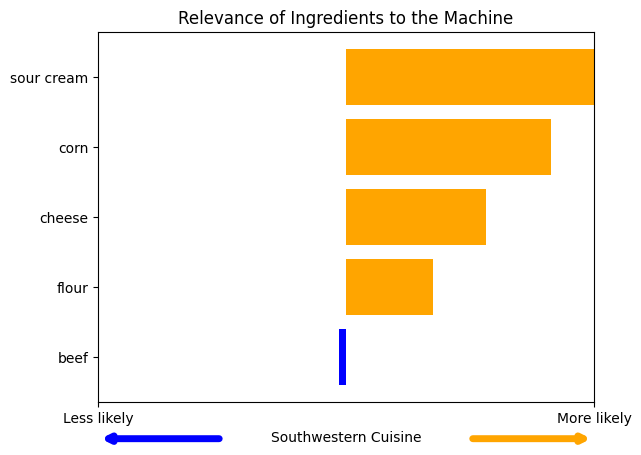 Relevance of Ingredients to the Machine
sour cream
corn
cheese
flour
beef
Less likely
More likely
Southwestern Cuisine